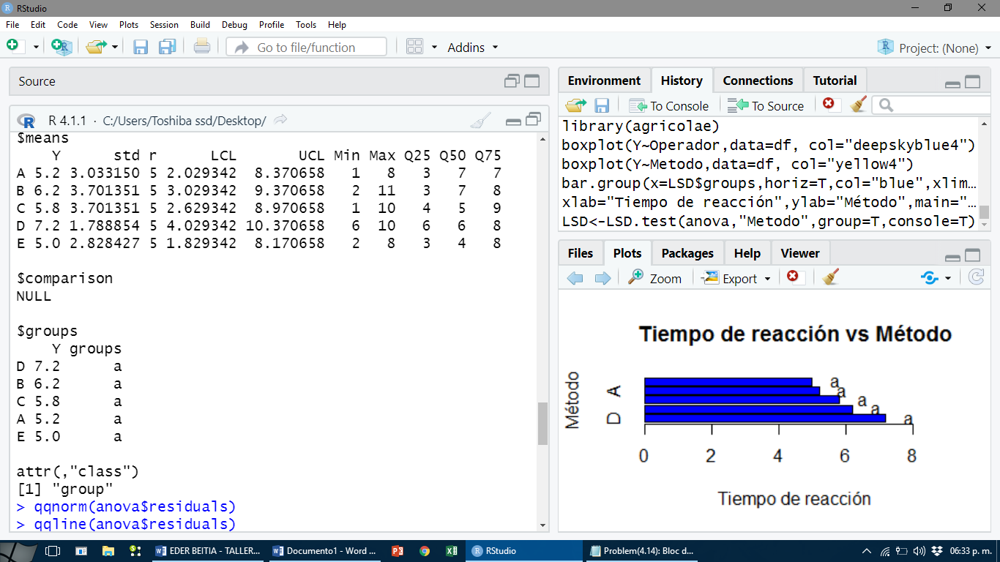 RStudio
File Edit Code View Plots Session Build Debug Profile Tools Help
Go to file/function Addins Project: (None)
Source
R 4.1.1 · C:/Users/Toshiba ssd/Desktop/
$means
Y std r LCL UCL Min Max Q25 Q50 Q75
A 5.2 3.033150 5 2.029342 8.370658 1 8 3 7 7
B 6.2 3.701351 5 3.029342 9.370658 2 11 3 7 8
C 5.8 3.701351 5 2.629342 8.970658 1 10 4 5 9
D 7.2 1.788854 5 4.029342 10.370658 6 10 6 6 8
E 5.0 2.828427 5 1.829342 8.170658 2 8 3 4 8
$comparison
NULL
$groups
Y groups
D 7.2 a
B 6.2 a
C 5.8 a
A 5.2 a
E 5.0 a
attr(,"class")
[1] "group"
> qqnorm(anova$residuals)
> qqline(anova$residuals)
Environment History Connections Tutorial
To Console To Source
library(agricolae)
boxplot(Y~Operador,data=df, col="deepskyblue4")
boxplot(Y~Metodo,data=df, col="yellow4")
bar.group(x=LSD$groups,horiz=T,col="blue",xlim…
xlab="Tiempo de reacción",ylab="Método",main="…
LSD<-LSD.test(anova,"Metodo",group=T,console=T)
Files Plots Packages Help Viewer
Zoom Export
Tiempo de reacción vs Método
Método
A
D
a
a
a
a
a
0 2 4 6 8
Tiempo de reacción
EDER BEITIA - TALLER... Documento1 - Word ... RStudio Problem(4.14): Bloc d... 06:33 p. m.